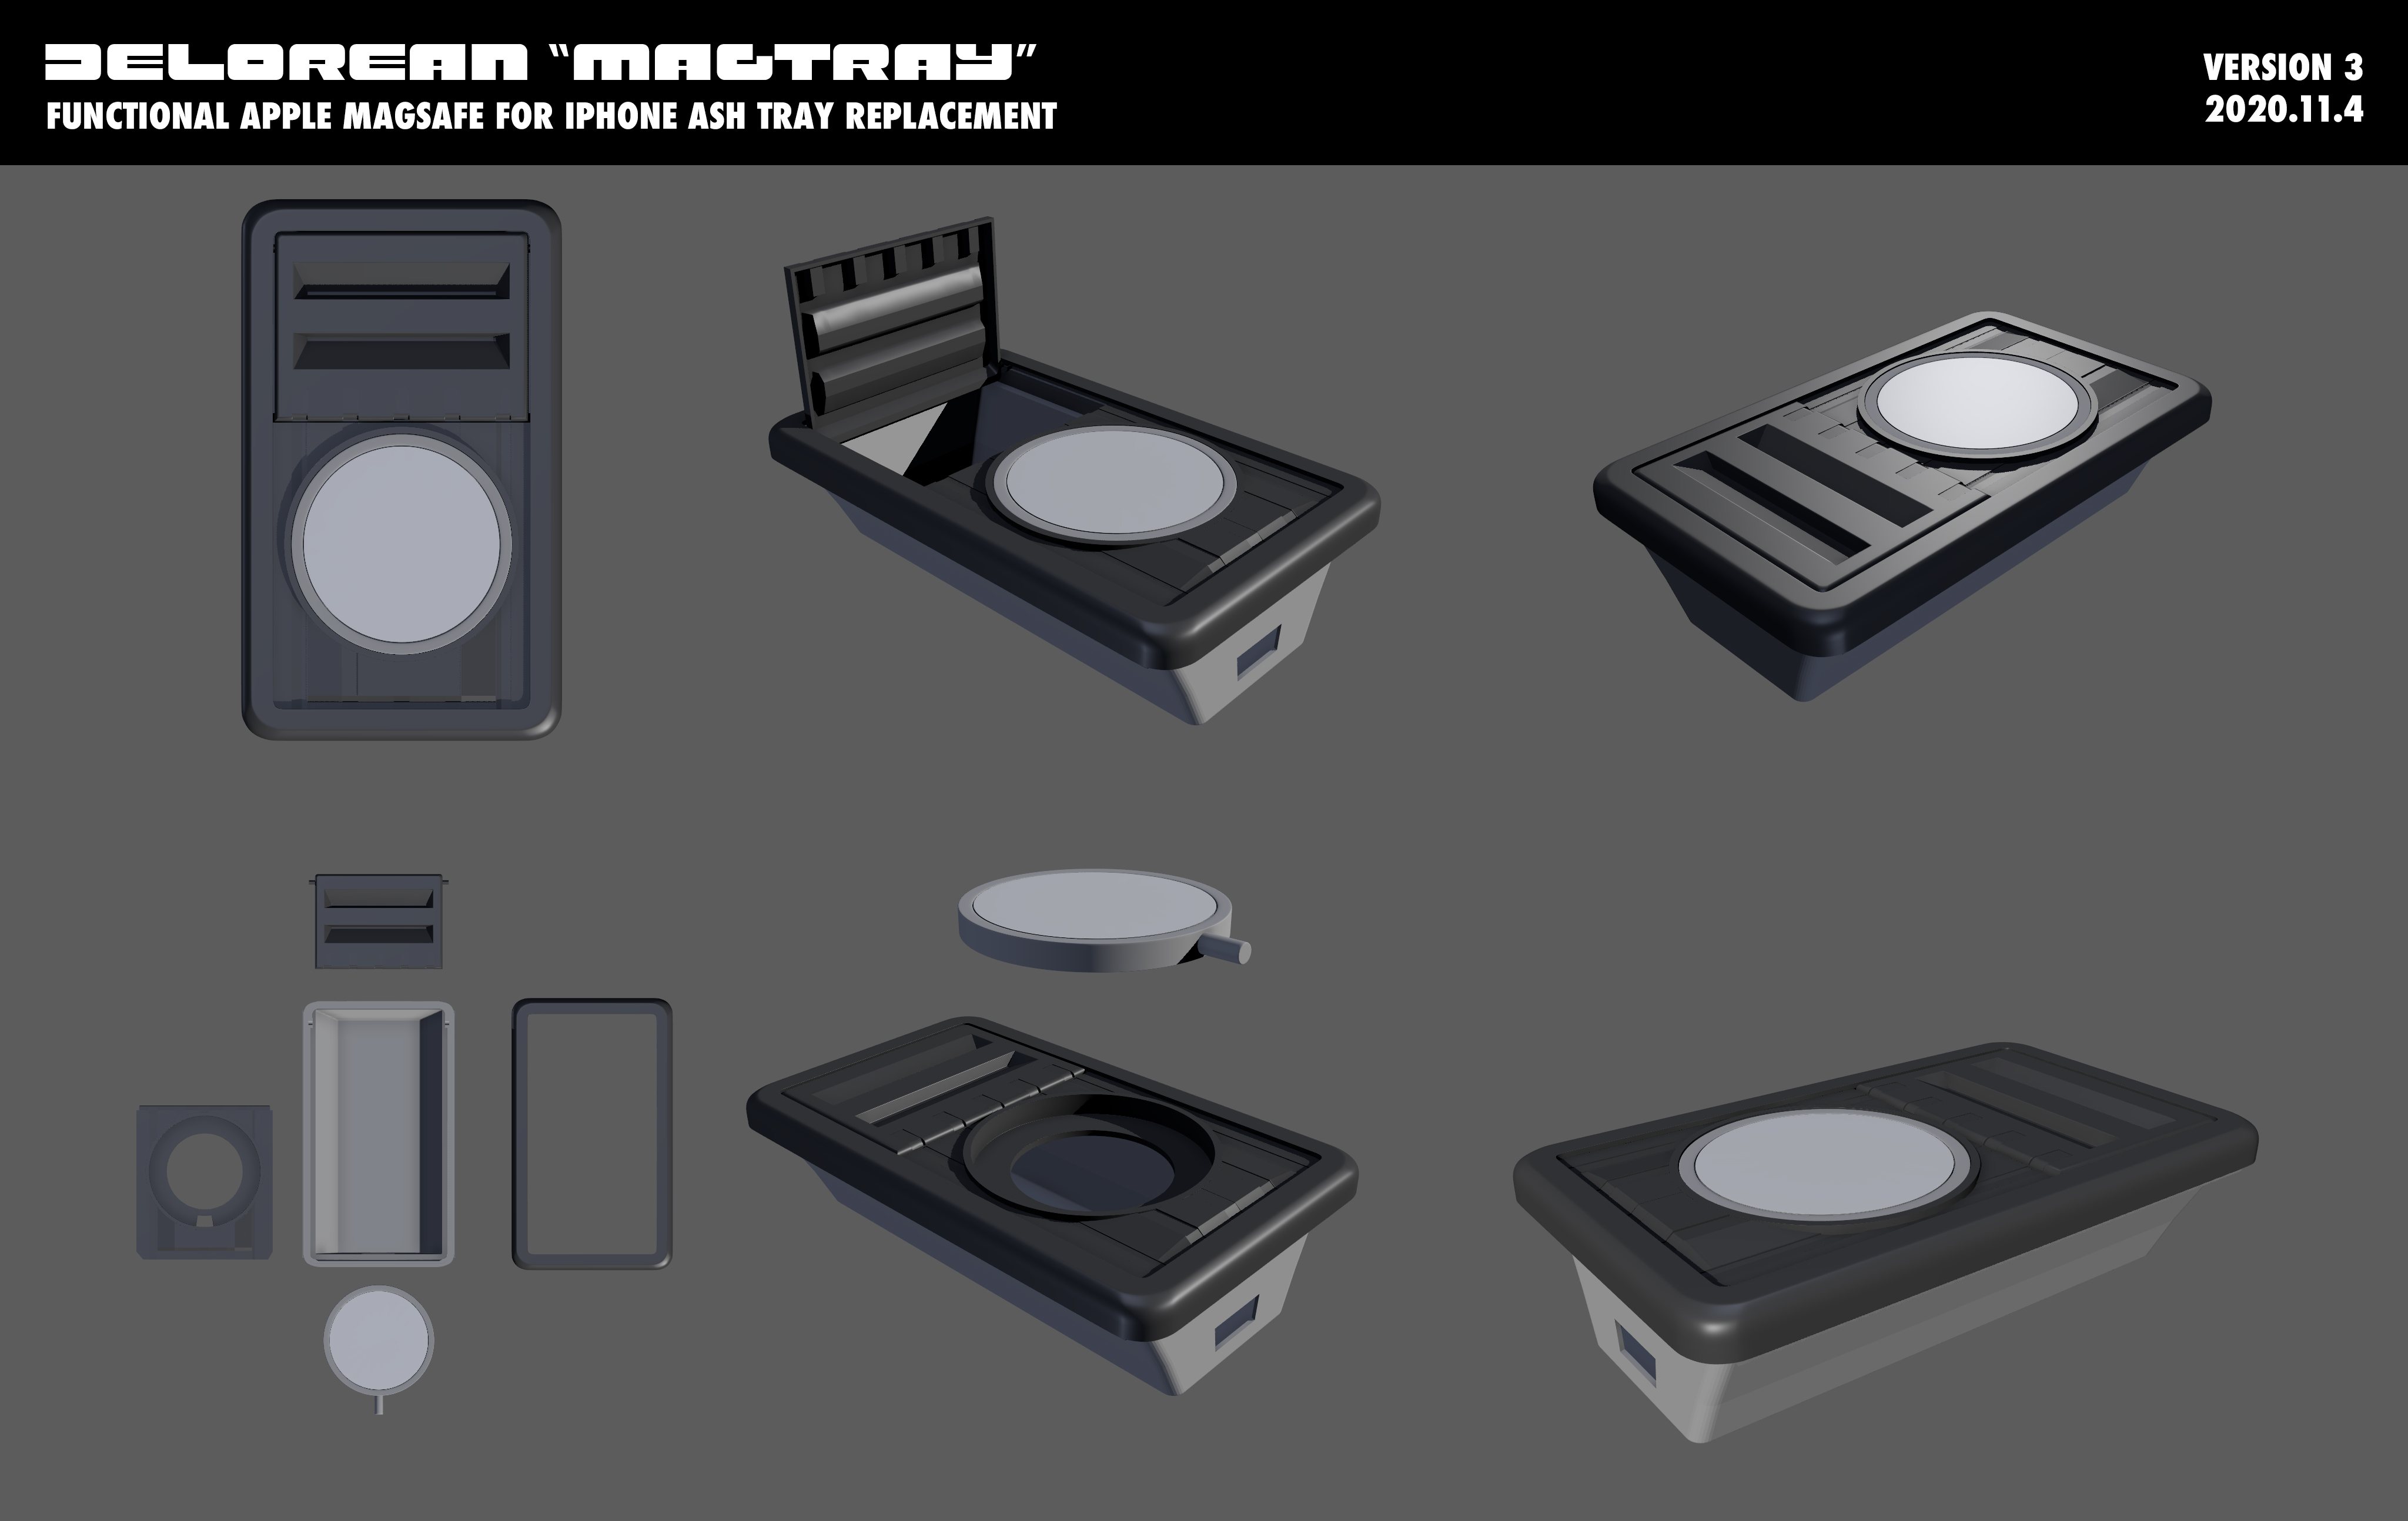 DELOREAN "MAGTRAY"
FUNCTIONAL APPLE MAGSAFE FOR IPHONE ASH TRAY REPLACEMENT
VERSION 3
2020.11.4